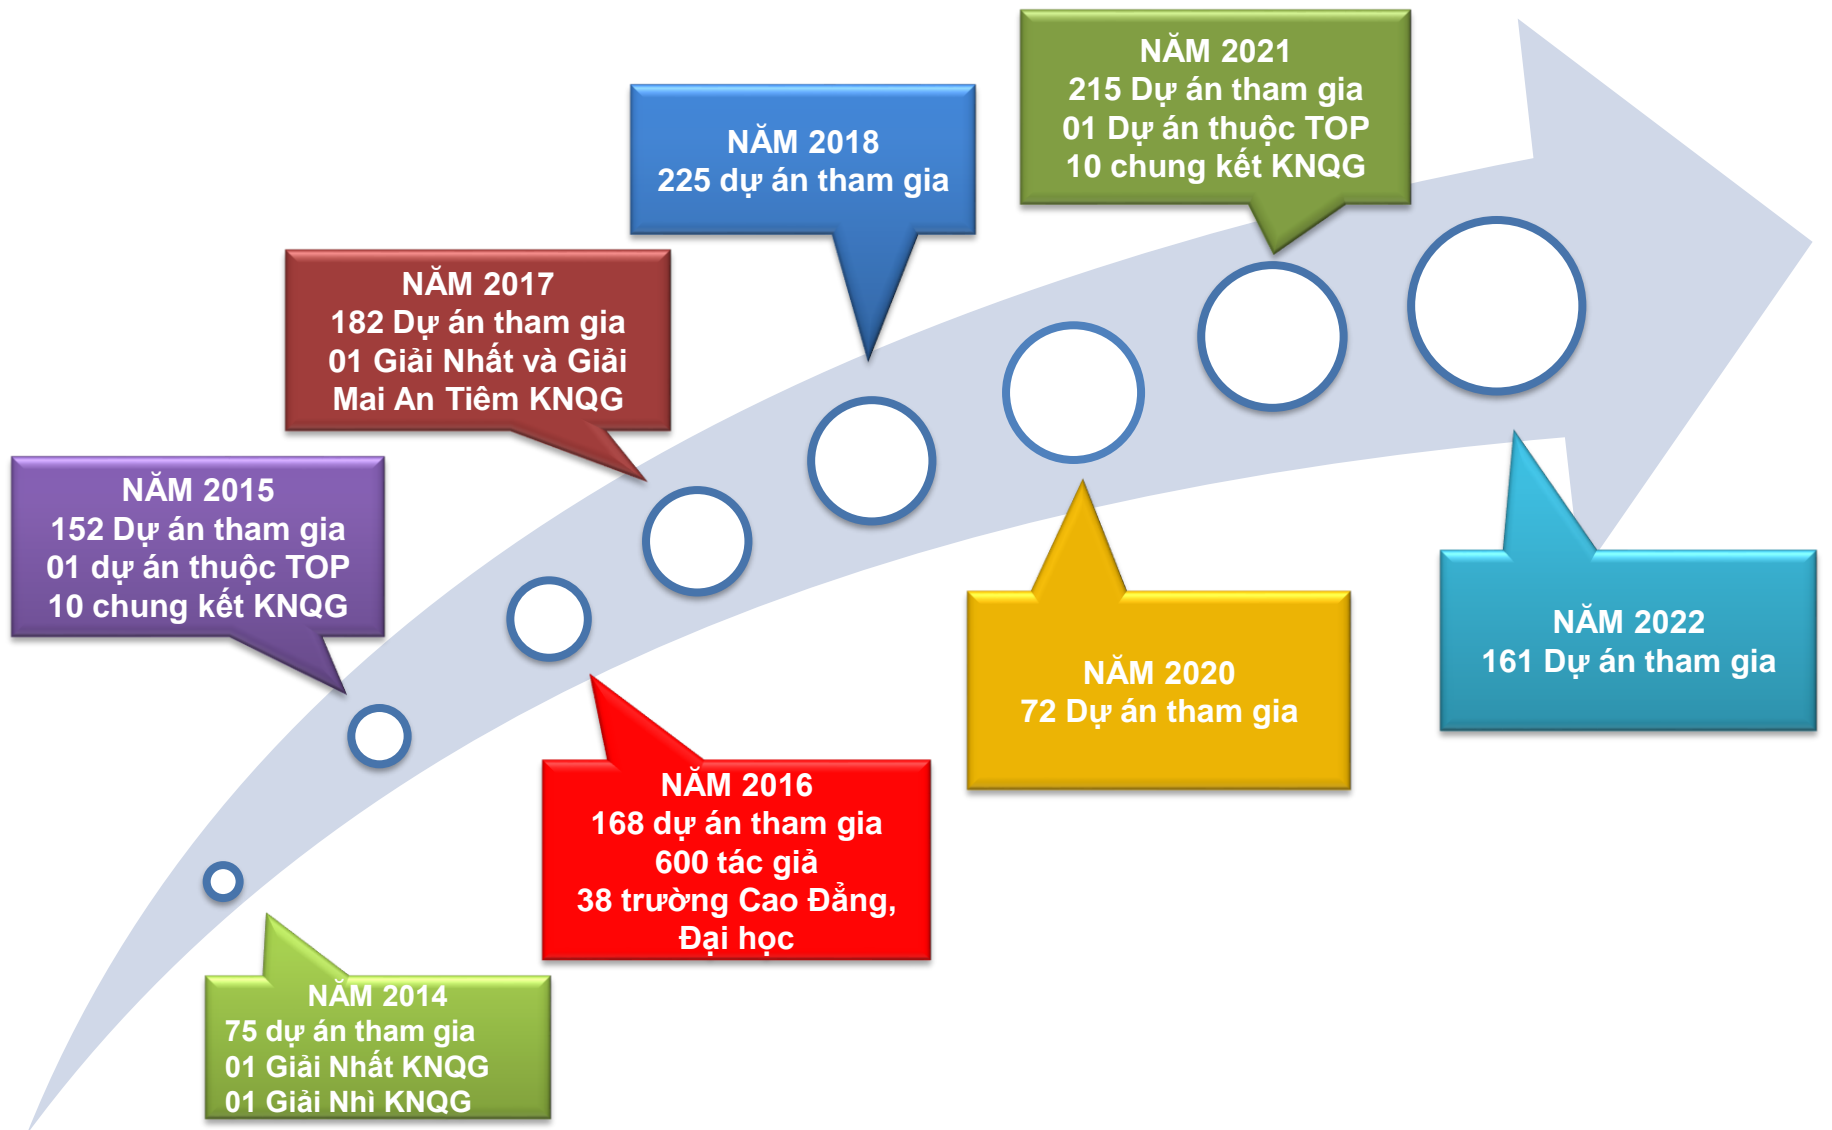 NĂM 2021
215 Dự án tham gia
01 Dự án thuộc TOP
10 chung kết KNQG
NĂM 2018
225 dự án tham gia
NĂM 2017
182 Dự án tham gia
01 Giải Nhất và Giải
Mai An Tiêm KNQG
NĂM 2015
152 Dự án tham gia
01 dự án thuộc TOP
10 chung kết KNQG
NĂM 2020
72 Dự án tham gia
NĂM 2022
161 Dự án tham gia
NĂM 2016
168 dự án tham gia
600 tác giả
38 trường Cao Đẳng,
Đại học
NĂM 2014
75 dự án tham gia
01 Giải Nhất KNQG
01 Giải Nhì KNQG